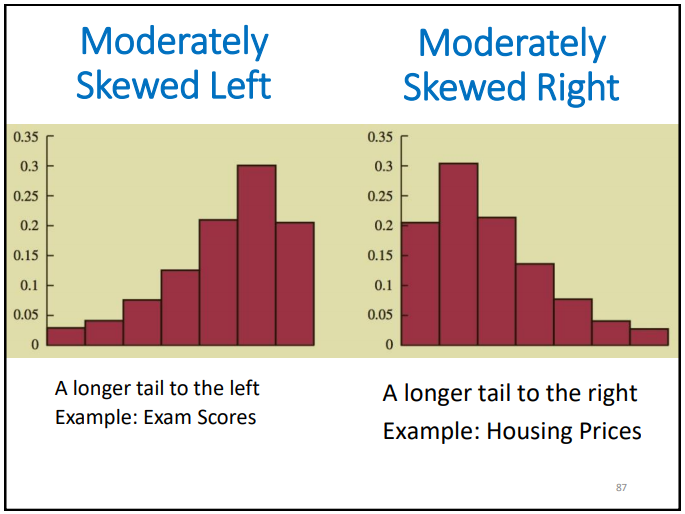 Moderately
Skewed Left
Moderately
Skewed Right
0.35
0.3
0.25
0.2
0.15
0.1
0.05
0
0.35
0.3
0.25
0.2
0.15
0.1
0.05
0
A longer tail to the left
Example: Exam Scores
A longer tail to the right
Example: Housing Prices
87